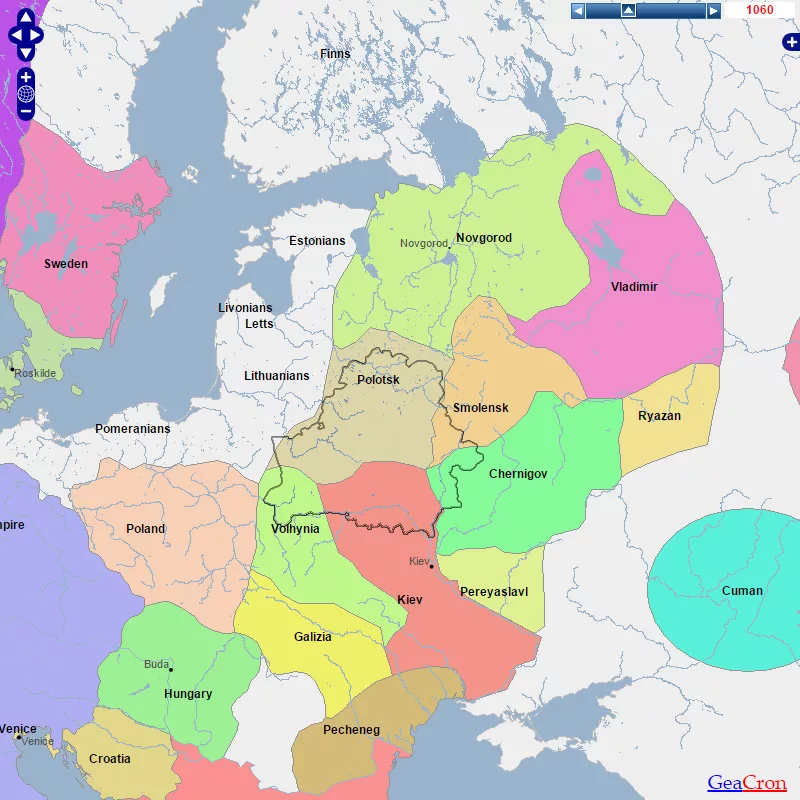 1060
Finns
Estonians
Novgorod
Novgorod
Sweden
Vladimir
Livonians
Letts
Roskilde
Lithuanians
Polotsk
Smolensk
Ryazan
Pomeranians
Chernigov
mpire
Poland
Volhynia
Kiev
Pereyaslavl
Cuman
Kiev
Galizia
Buda
Hungary
Venice
Venice
Pecheneg
Croatia
GeaCron